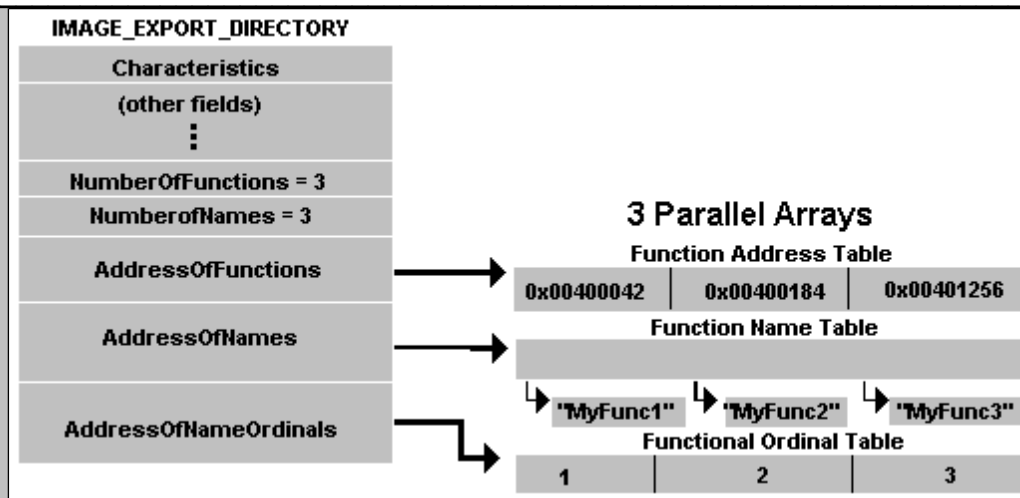 IMAGE_EXPORT_DIRECTORY
Characteristics
(other fields)
NumberOfFunctions = 3
NumberofNames = 3
AddressOfFunctions
AddressOfNames
AddressOfNameOrdinals
3 Parallel Arrays
Function Address Table
0x00400042 0x00400184 0x00401256
Function Name Table
"MyFunc1" "MyFunc2" "MyFunc3"
Functional Ordinal Table
1 2 3